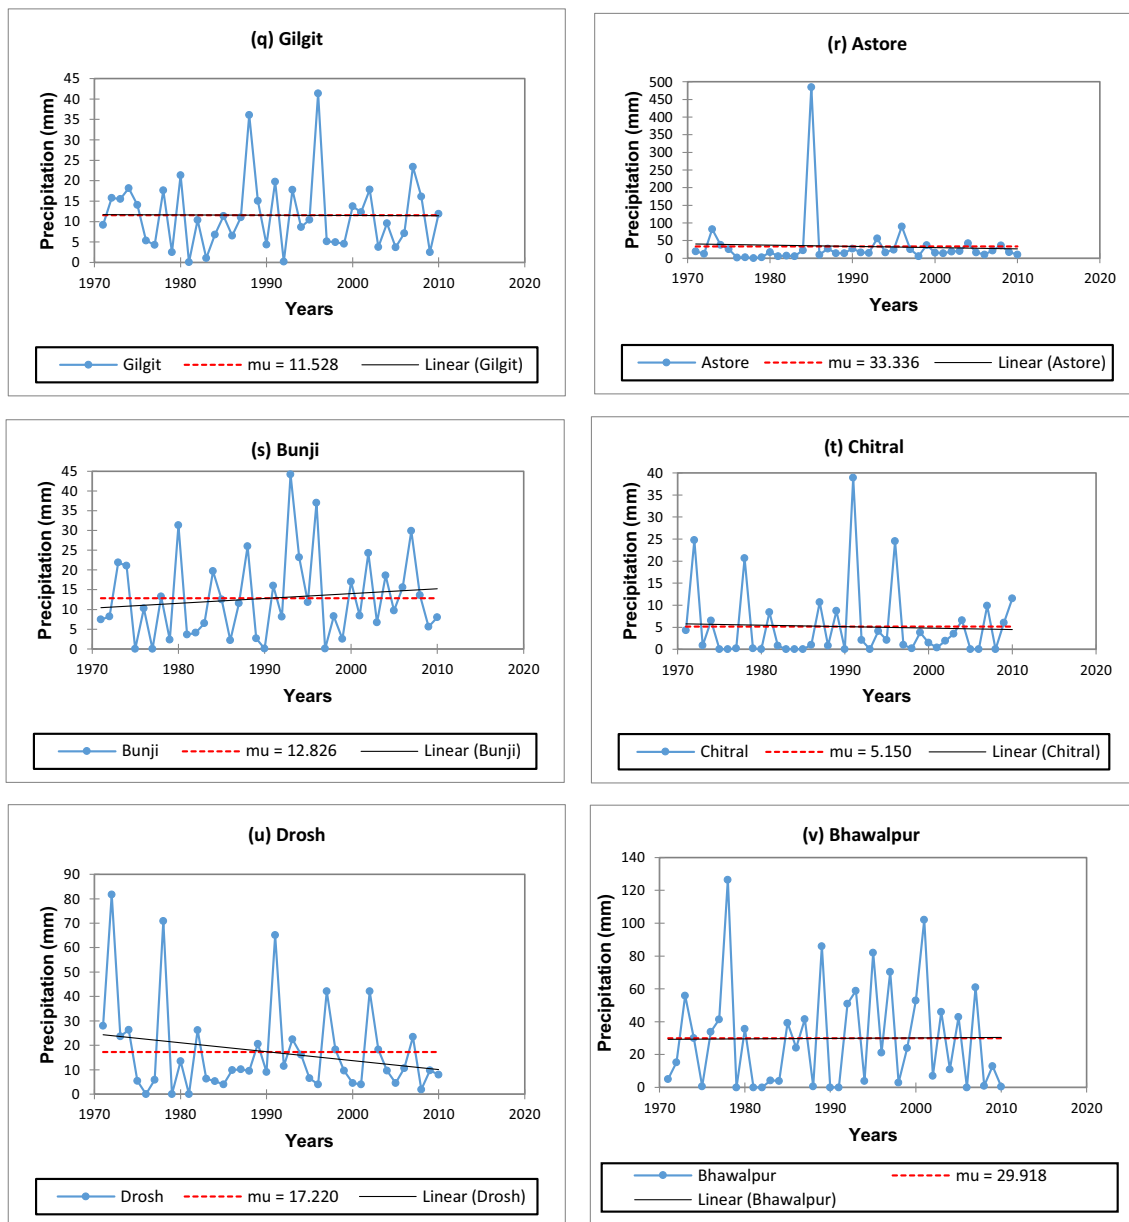 (q) Gilgit
Precipitation (mm)
45
40
35
30
25
20
15
10
5
0
1970 1980 1990 2000 2010 2020
Years
Gilgit mu = 11.528 Linear (Gilgit)
(r) Astore
Precipitation (mm)
500
450
400
350
300
250
200
150
100
50
0
1970 1980 1990 2000 2010 2020
Years
Astore mu = 33.336 Linear (Astore)
(s) Bunji
Precipitation (mm)
45
40
35
30
25
20
15
10
5
0
1970 1980 1990 2000 2010 2020
Years
Bunji mu = 12.826 Linear (Bunji)
(t) Chitral
Precipitation (mm)
40
35
30
25
20
15
10
5
0
1970 1980 1990 2000 2010 2020
Years
Chitral mu = 5.150 Linear (Chitral)
(u) Drosh
Precipitation (mm)
90
80
70
60
50
40
30
20
10
0
1970 1980 1990 2000 2010 2020
Years
Drosh mu = 17.220 Linear (Drosh)
(v) Bhawalpur
Precipitation (mm)
140
120
100
80
60
40
20
0
1970 1980 1990 2000 2010 2020
Years
Bhawalpur mu = 29.918
Linear (Bhawalpur)